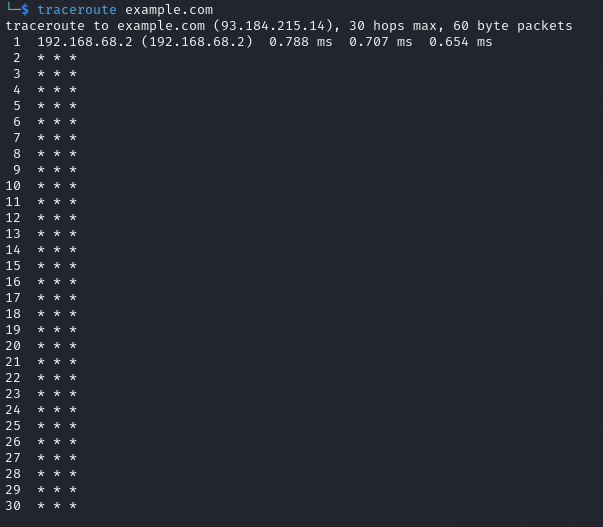 └─$ traceroute example.com
traceroute to example.com (93.184.215.14), 30 hops max, 60 byte packets
 1  192.168.68.2 (192.168.68.2)  0.788 ms  0.707 ms  0.654 ms
 2  * * *
 3  * * *
 4  * * *
 5  * * *
 6  * * *
 7  * * *
 8  * * *
 9  * * *
10  * * *
11  * * *
12  * * *
13  * * *
14  * * *
15  * * *
16  * * *
17  * * *
18  * * *
19  * * *
20  * * *
21  * * *
22  * * *
23  * * *
24  * * *
25  * * *
26  * * *
27  * * *
28  * * *
29  * * *
30  * * *